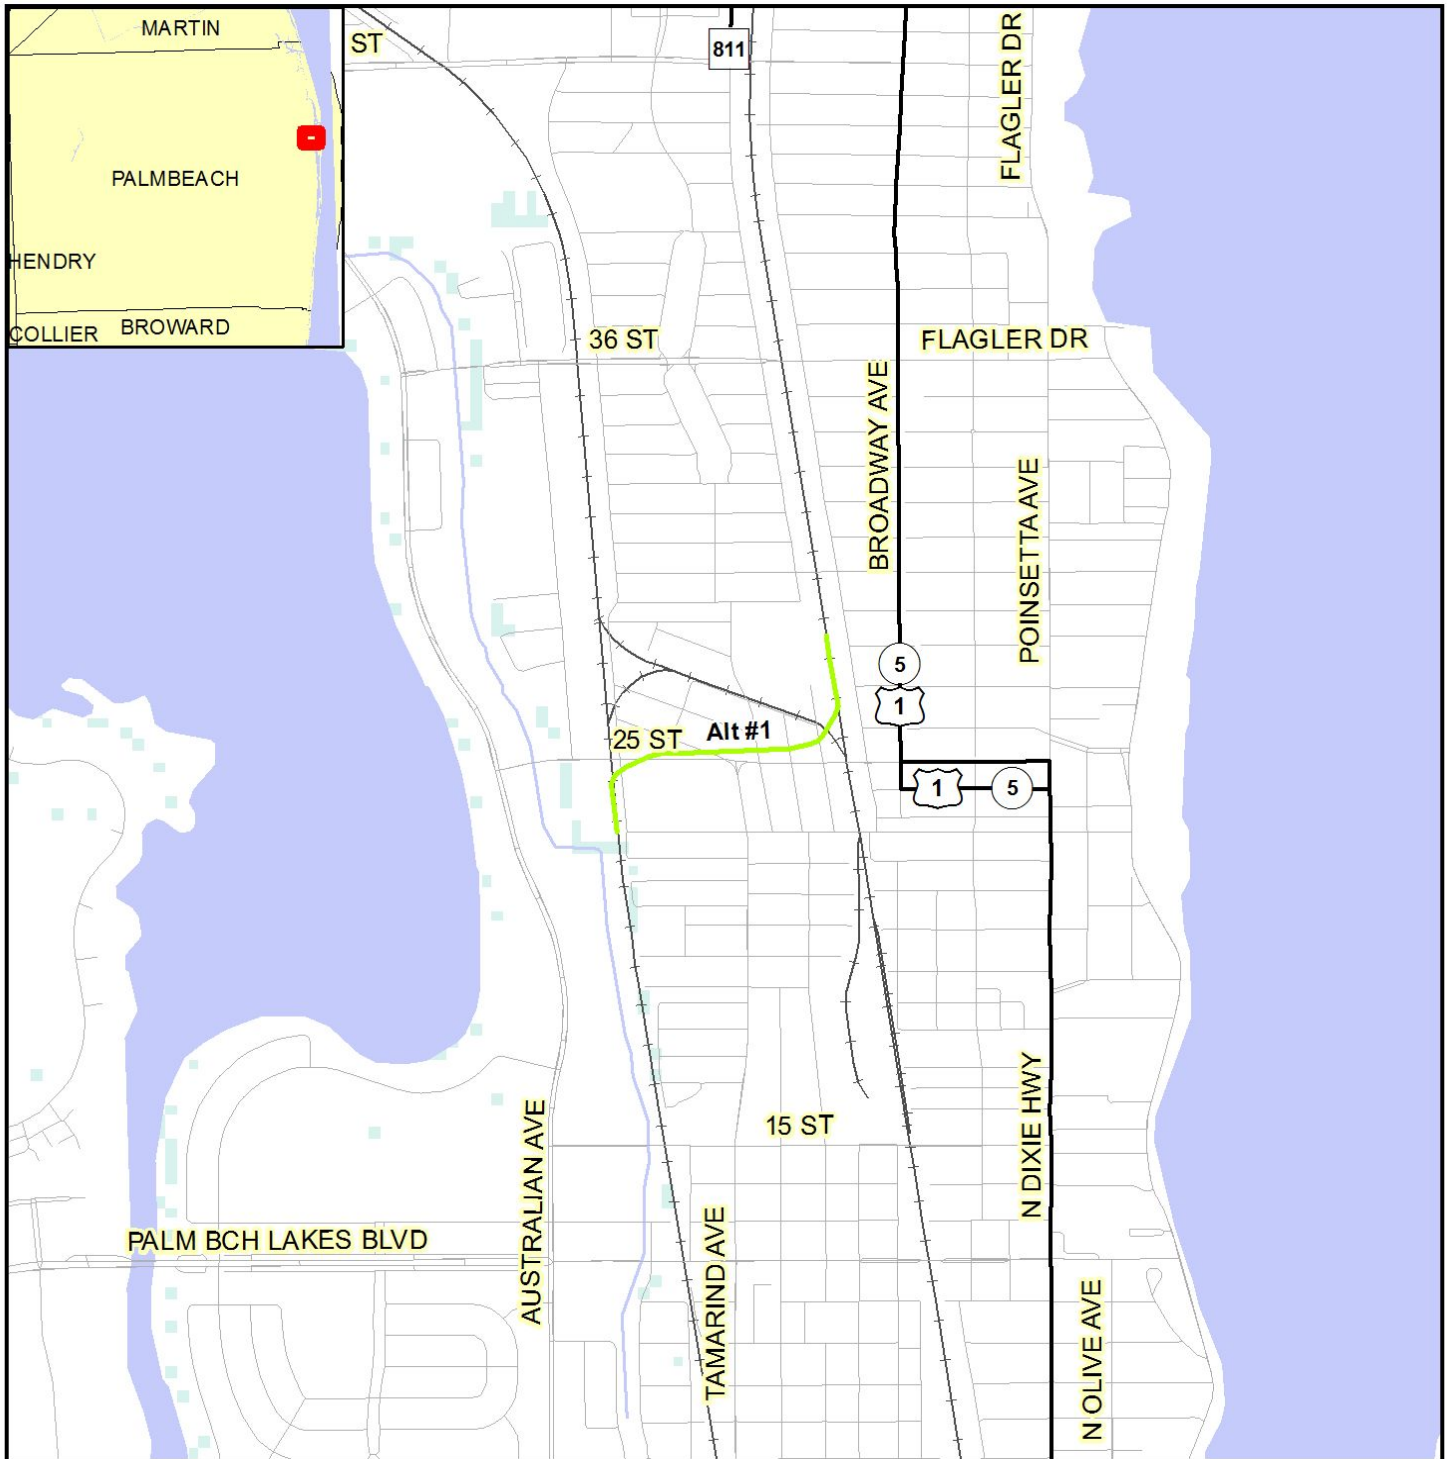 MARTIN
PALMBEACH
HENDRY
COLLIER
BROWARD
ST
811
FLAGLER DR
36 ST
FLAGLER DR
BROADWAY AVE
POINSETTA AVE
5
1
25 ST
Alt #1
1
5
15 ST
N DIXIE HWY
AUSTRALIAN AVE
PALM BCH LAKES BLVD
TAMARIND AVE
N OLIVE AVE